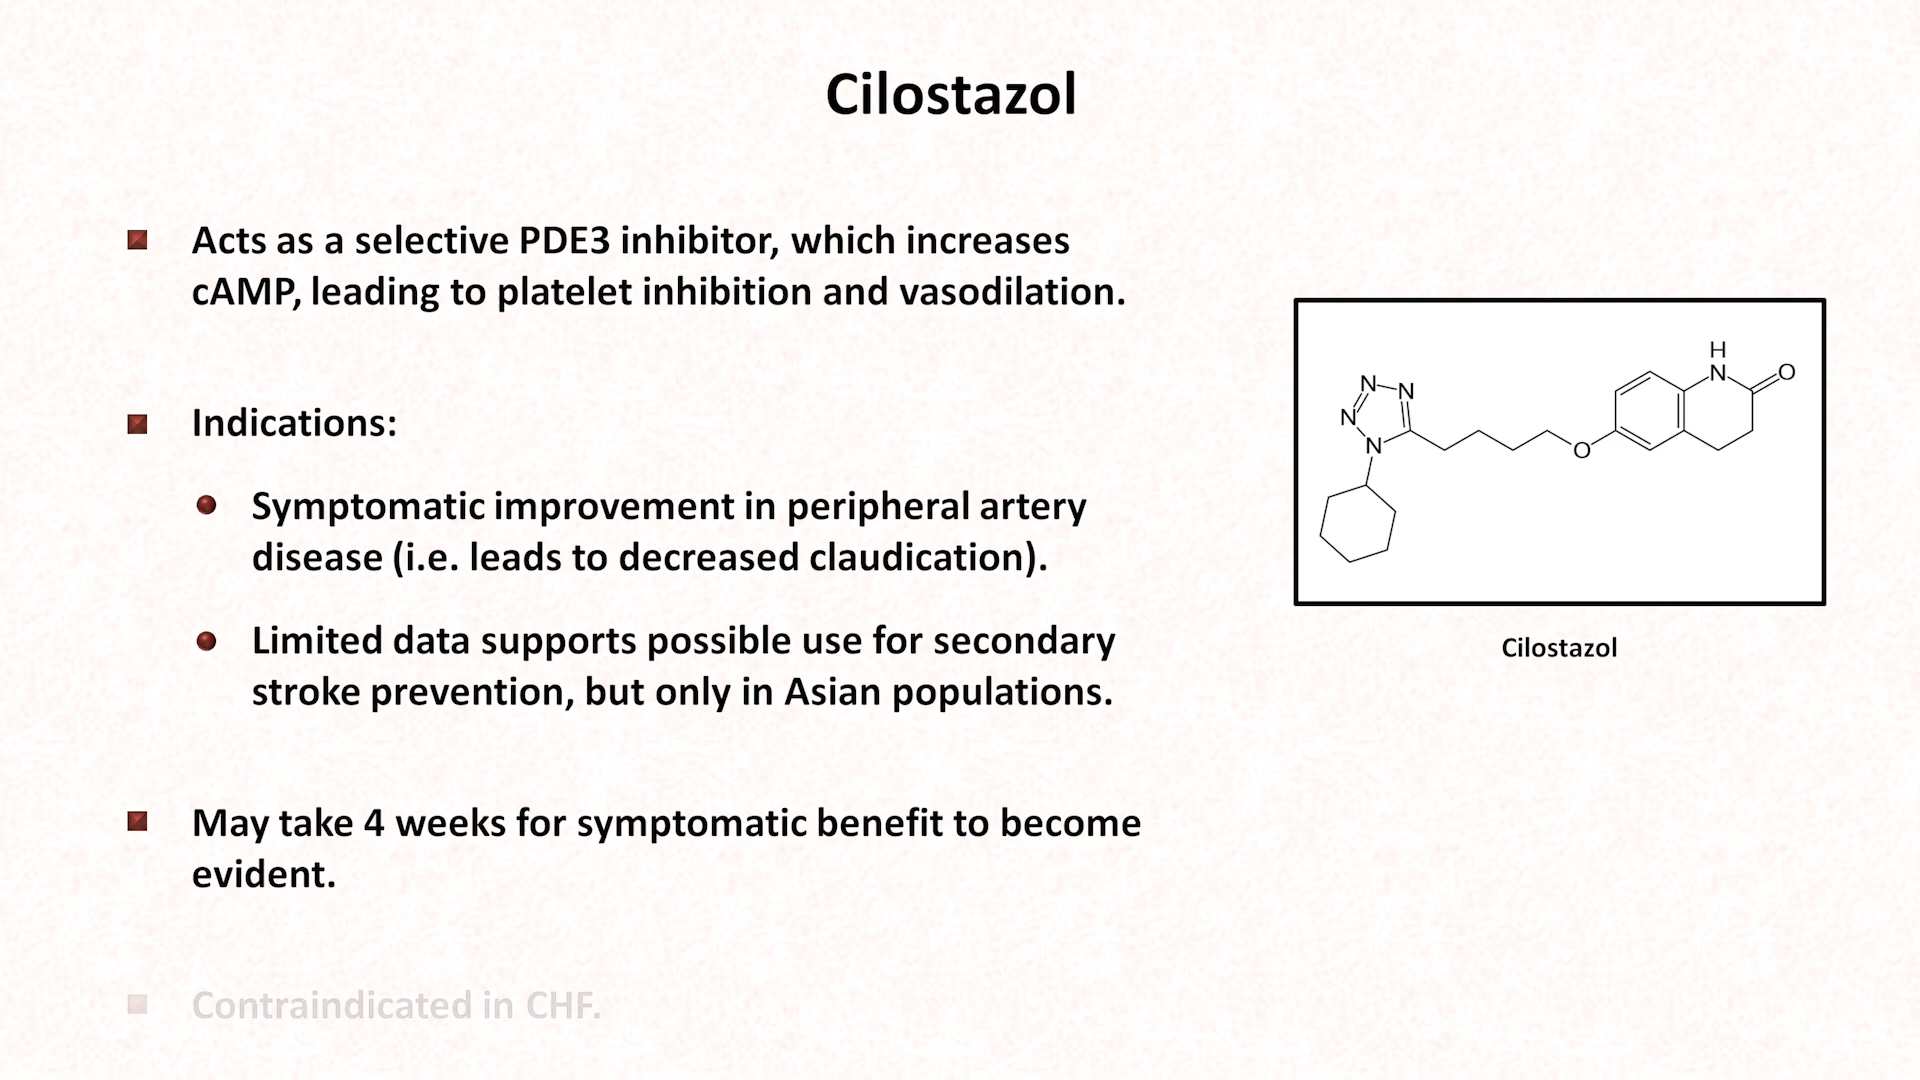 Cilostazol
Acts as a selective PDE3 inhibitor, which increases
cAMP, leading to platelet inhibition and vasodilation.
Indications:
Symptomatic improvement in peripheral artery
disease (i.e. leads to decreased claudication).
Limited data supports possible use for secondary
stroke prevention, but only in Asian populations.
May take 4 weeks for symptomatic benefit to become
evident.
Contraindicated in CHF.
H
N
O
N
N
N
N
O
Cilostazol